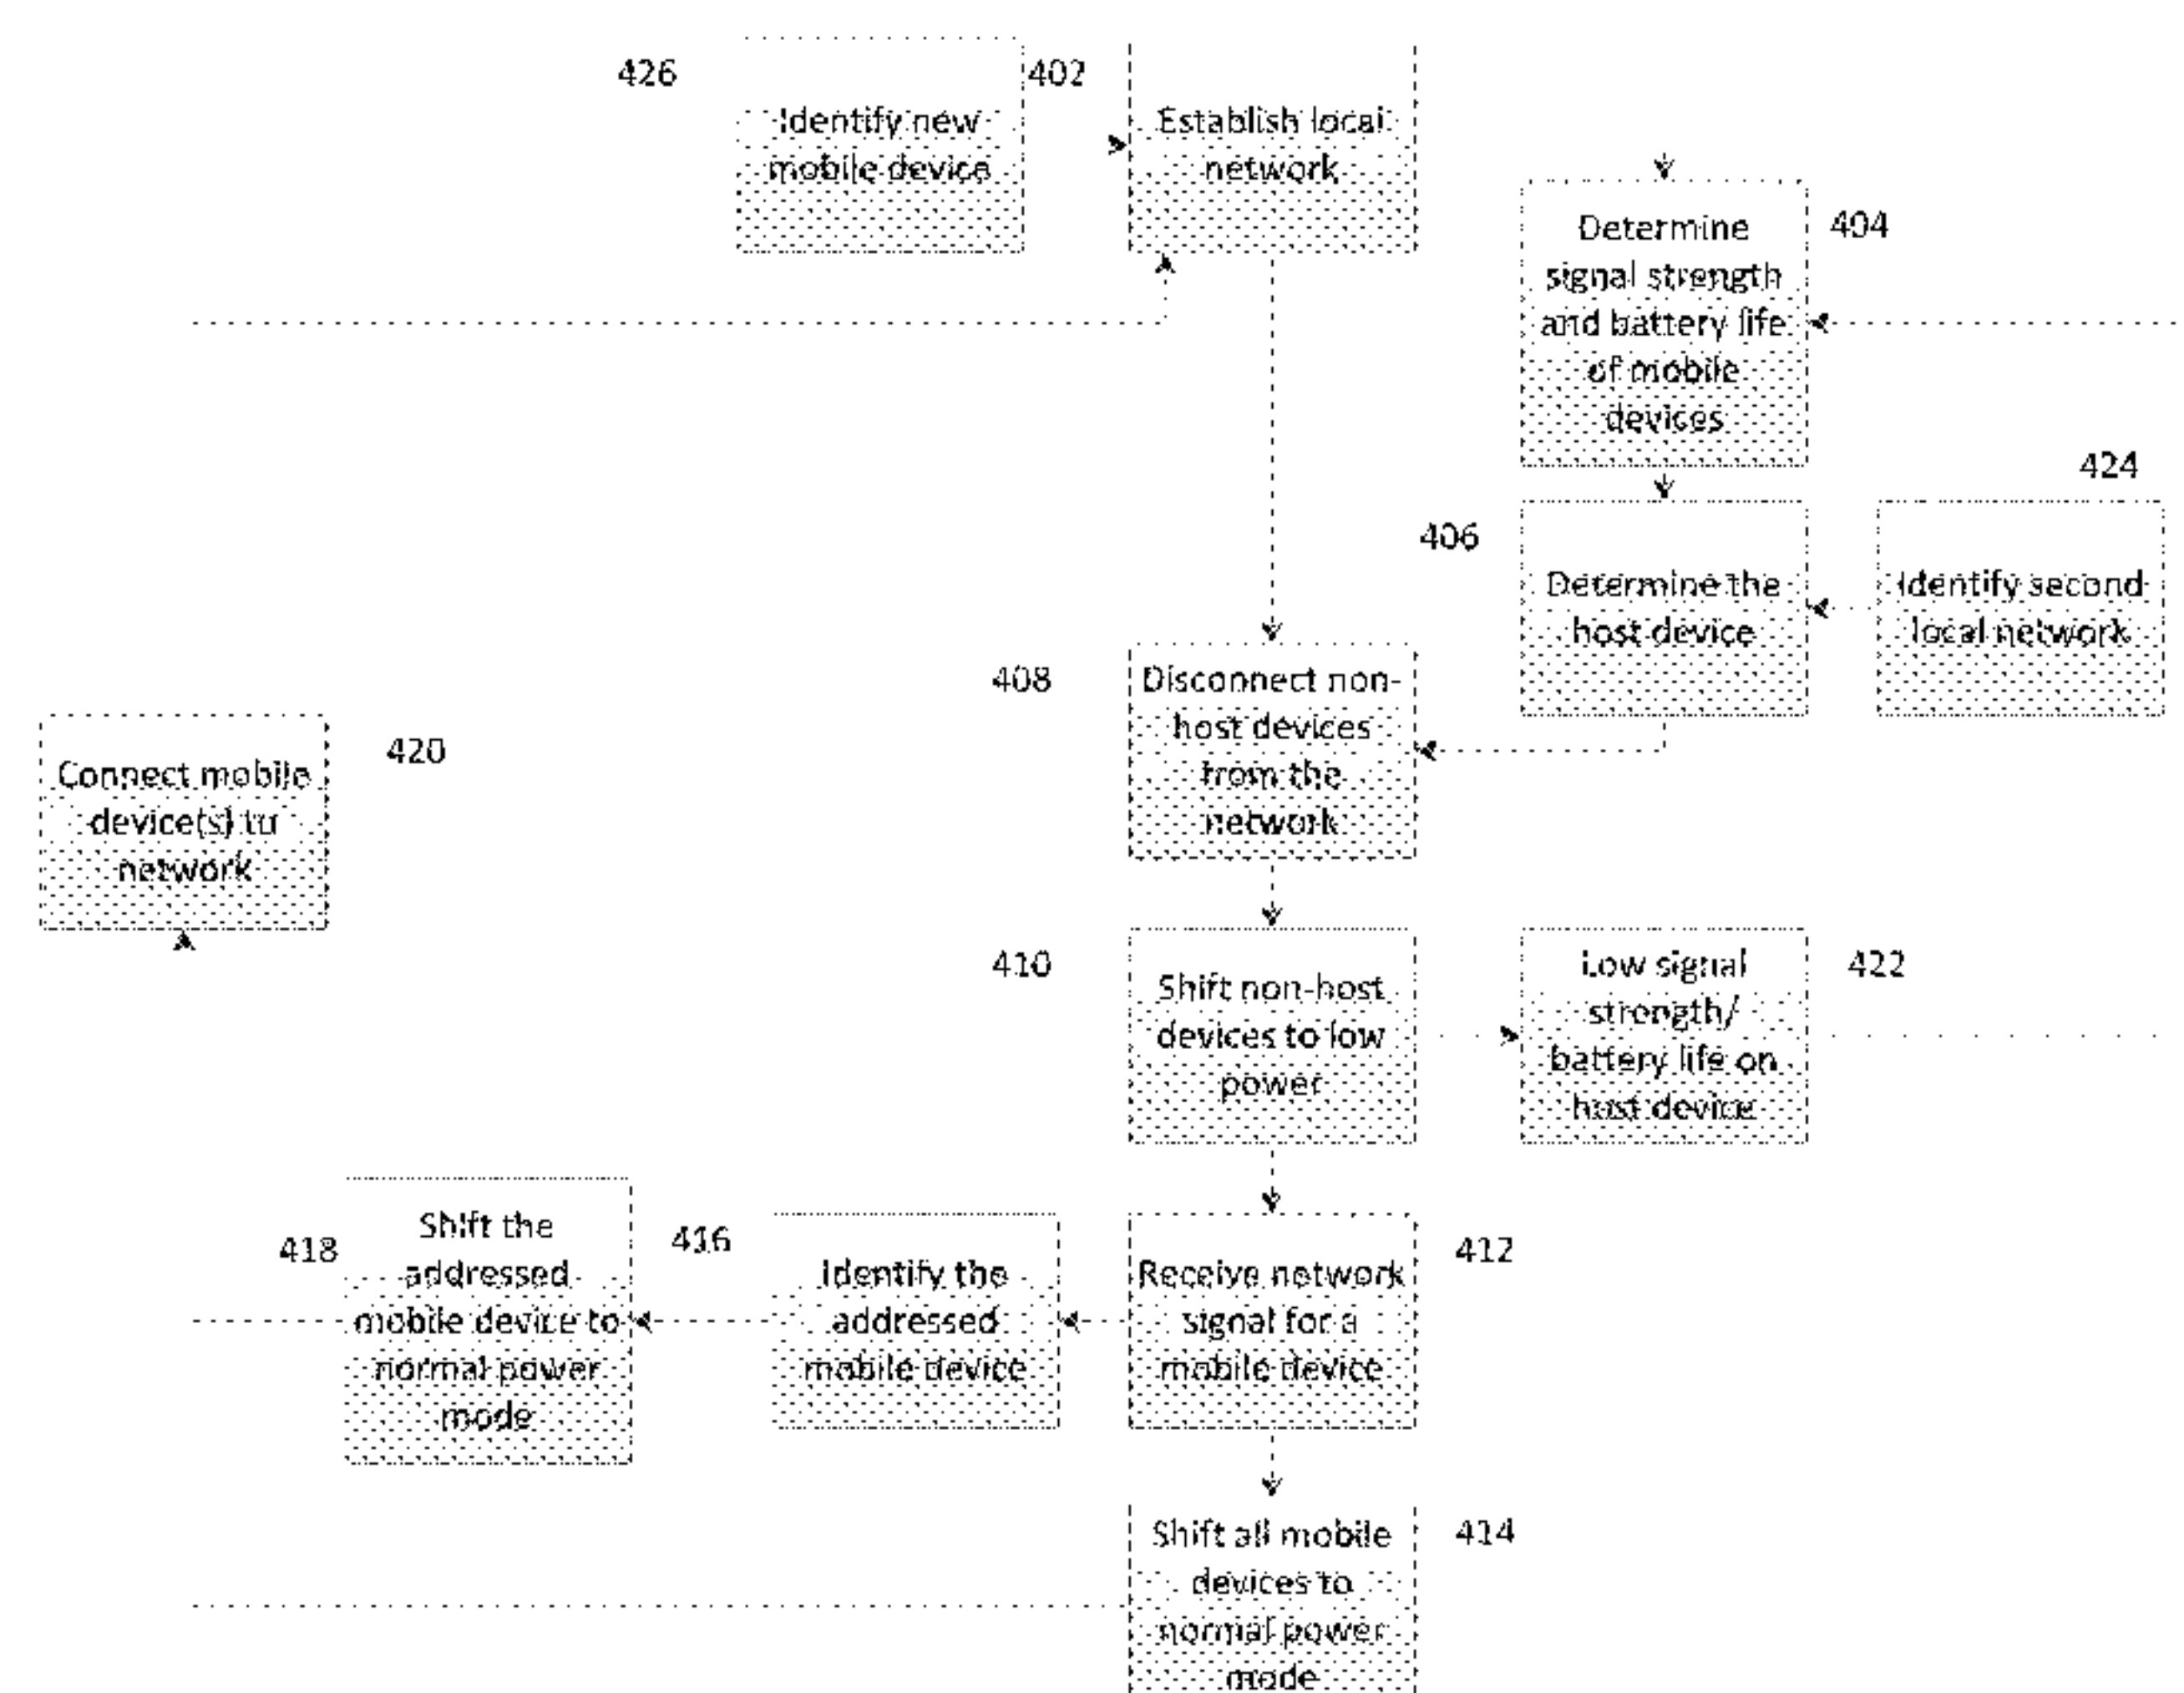 426
Identify new
mobile device
402
Establish local
network
Determine
signal strength
and battery life
of mobile
devices
404
424
406
Determine the
host device
Identify second
local network
408
Disconnect non-
host devices
from the
network
Connect mobile
device(s) to
network
420
410
Shift non-host
devices to low
power
Low signal
strength/
battery life on
host device
422
418
Shift the
addressed
mobile device to
normal power
mode
416
Identify the
addressed
mobile device
Receive network
signal for a
mobile device
412
Shift all mobile
devices to
normal power
mode
414